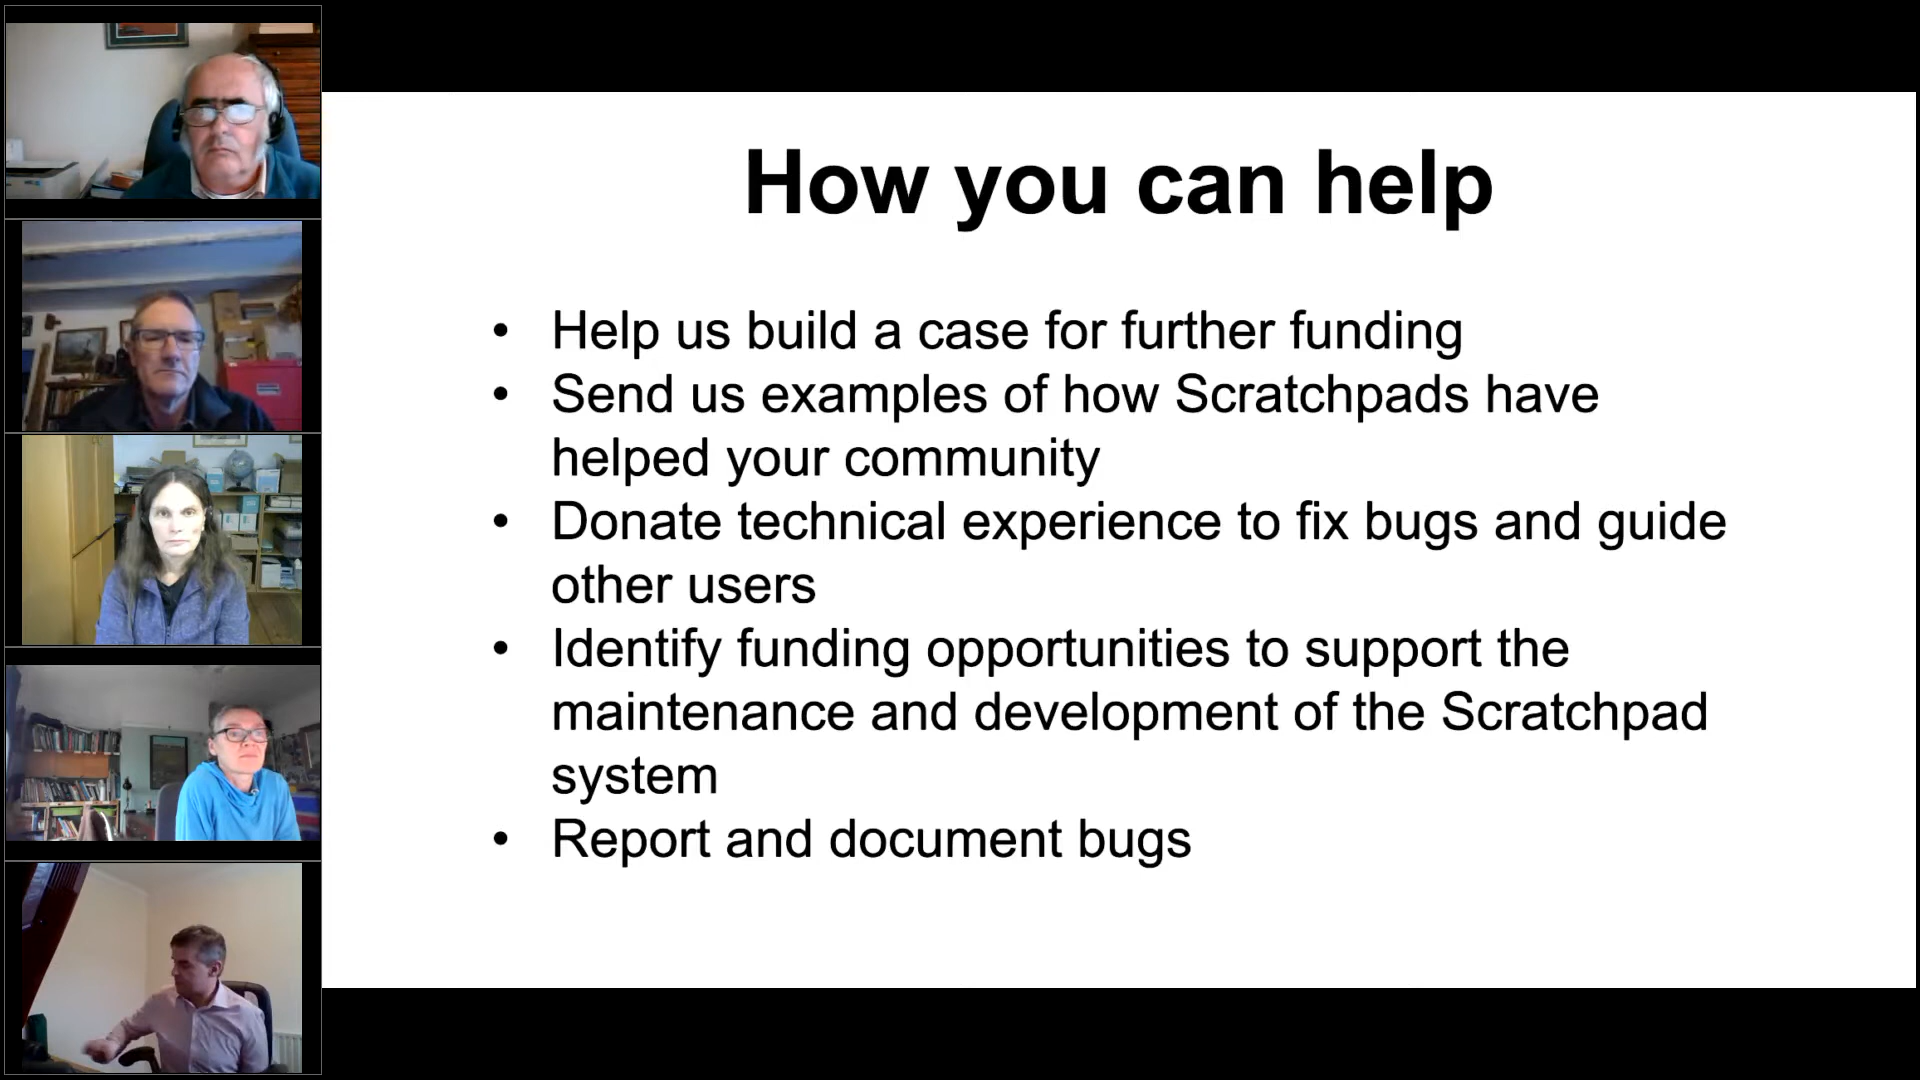 How you can help
• Help us build a case for further funding
• Send us examples of how Scratchpads have
helped your community
• Donate technical experience to fix bugs and guide
other users
• Identify funding opportunities to support the
maintenance and development of the Scratchpad
system
• Report and document bugs